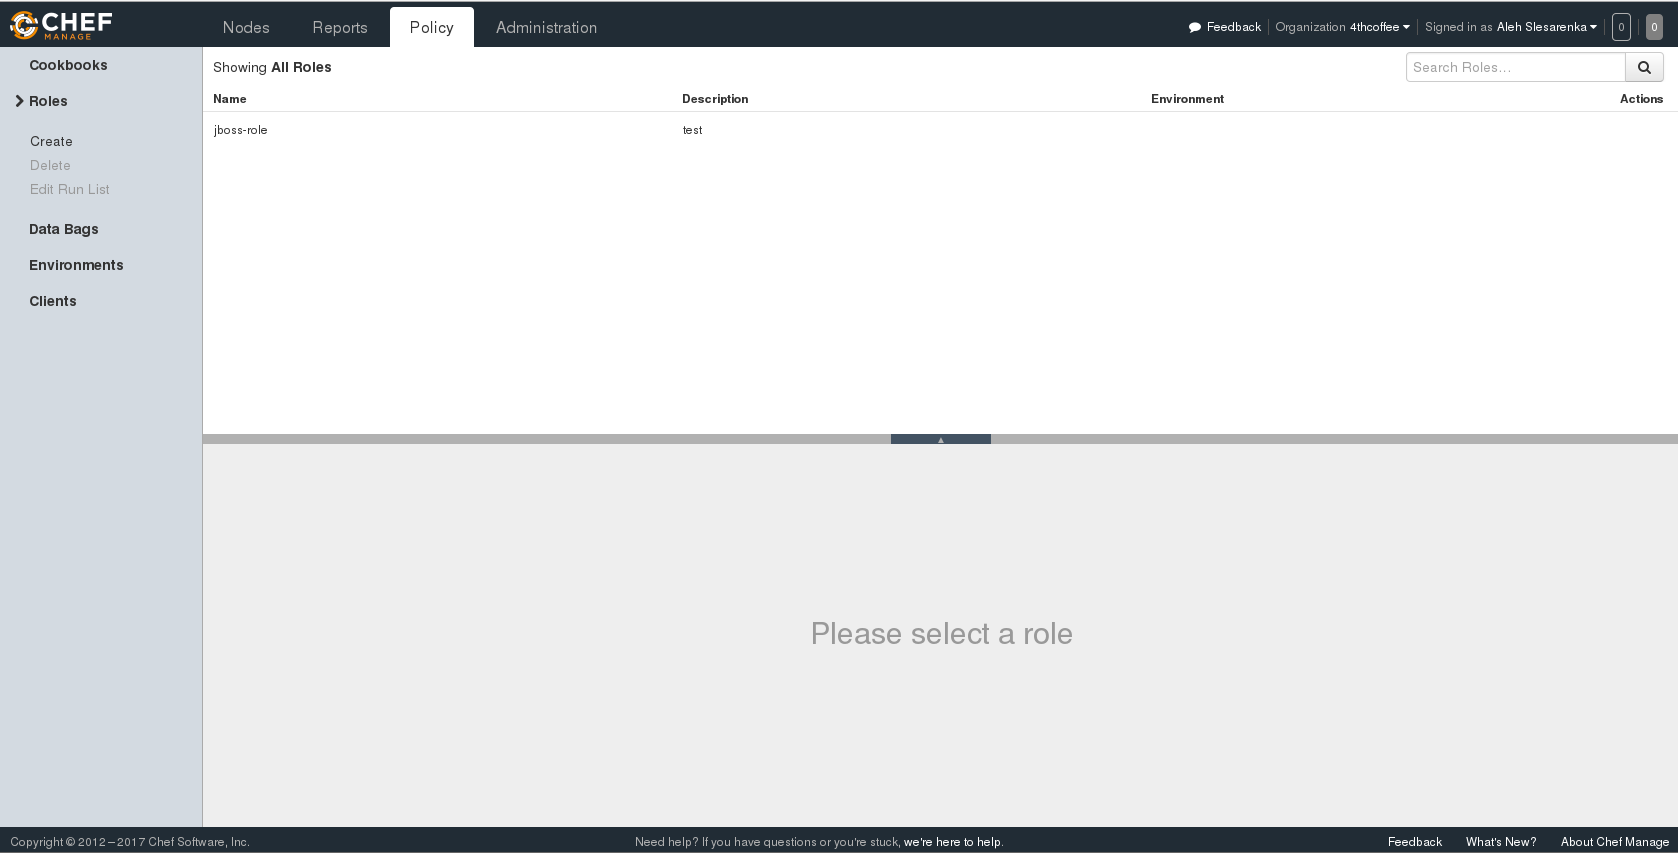 CHEF
MANAGE
Nodes Reports Policy Administration
Feedback Organization 4thcoffee Signed in as Aleh Slesarenka 0 0
Cookbooks
Roles
Create
Delete
Edit Run List
Data Bags
Environments
Clients
Showing All Roles
Search Roles...
Name Description Environment Actions
jboss-role test
Please select a role
Copyright © 2012–2017 Chef Software, Inc.
Need help? If you have questions or you're stuck, we're here to help.
Feedback What's New? About Chef Manage